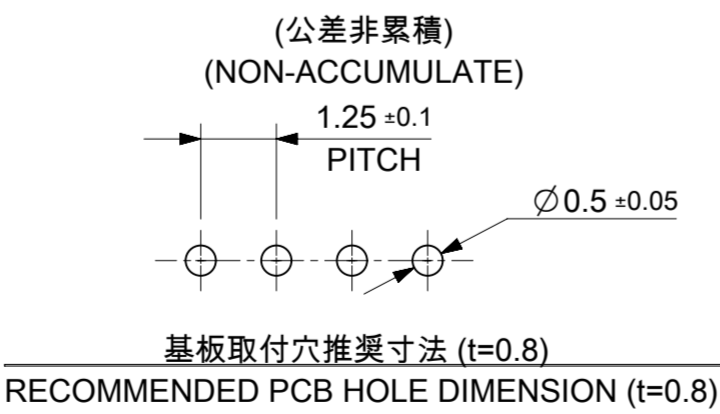 (公差非累積)
(NON-ACCUMULATE)
1.25 ±0.1
PITCH
∅0.5 ±0.05
基板取付穴推奨寸法 (t=0.8)
RECOMMENDED PCB HOLE DIMENSION (t=0.8)